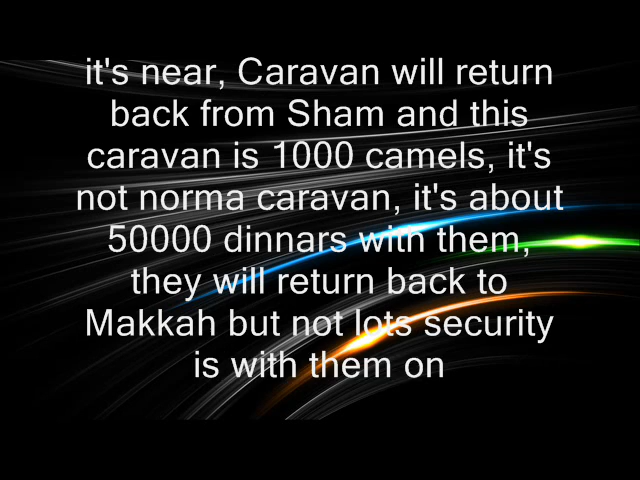 it's near, Caravan will return
back from Sham and this
caravan is 1000 camels, it's
not norma caravan, it's about
50000 dinnars with them,
they will return back to
Makkah but not lots security
is with them on